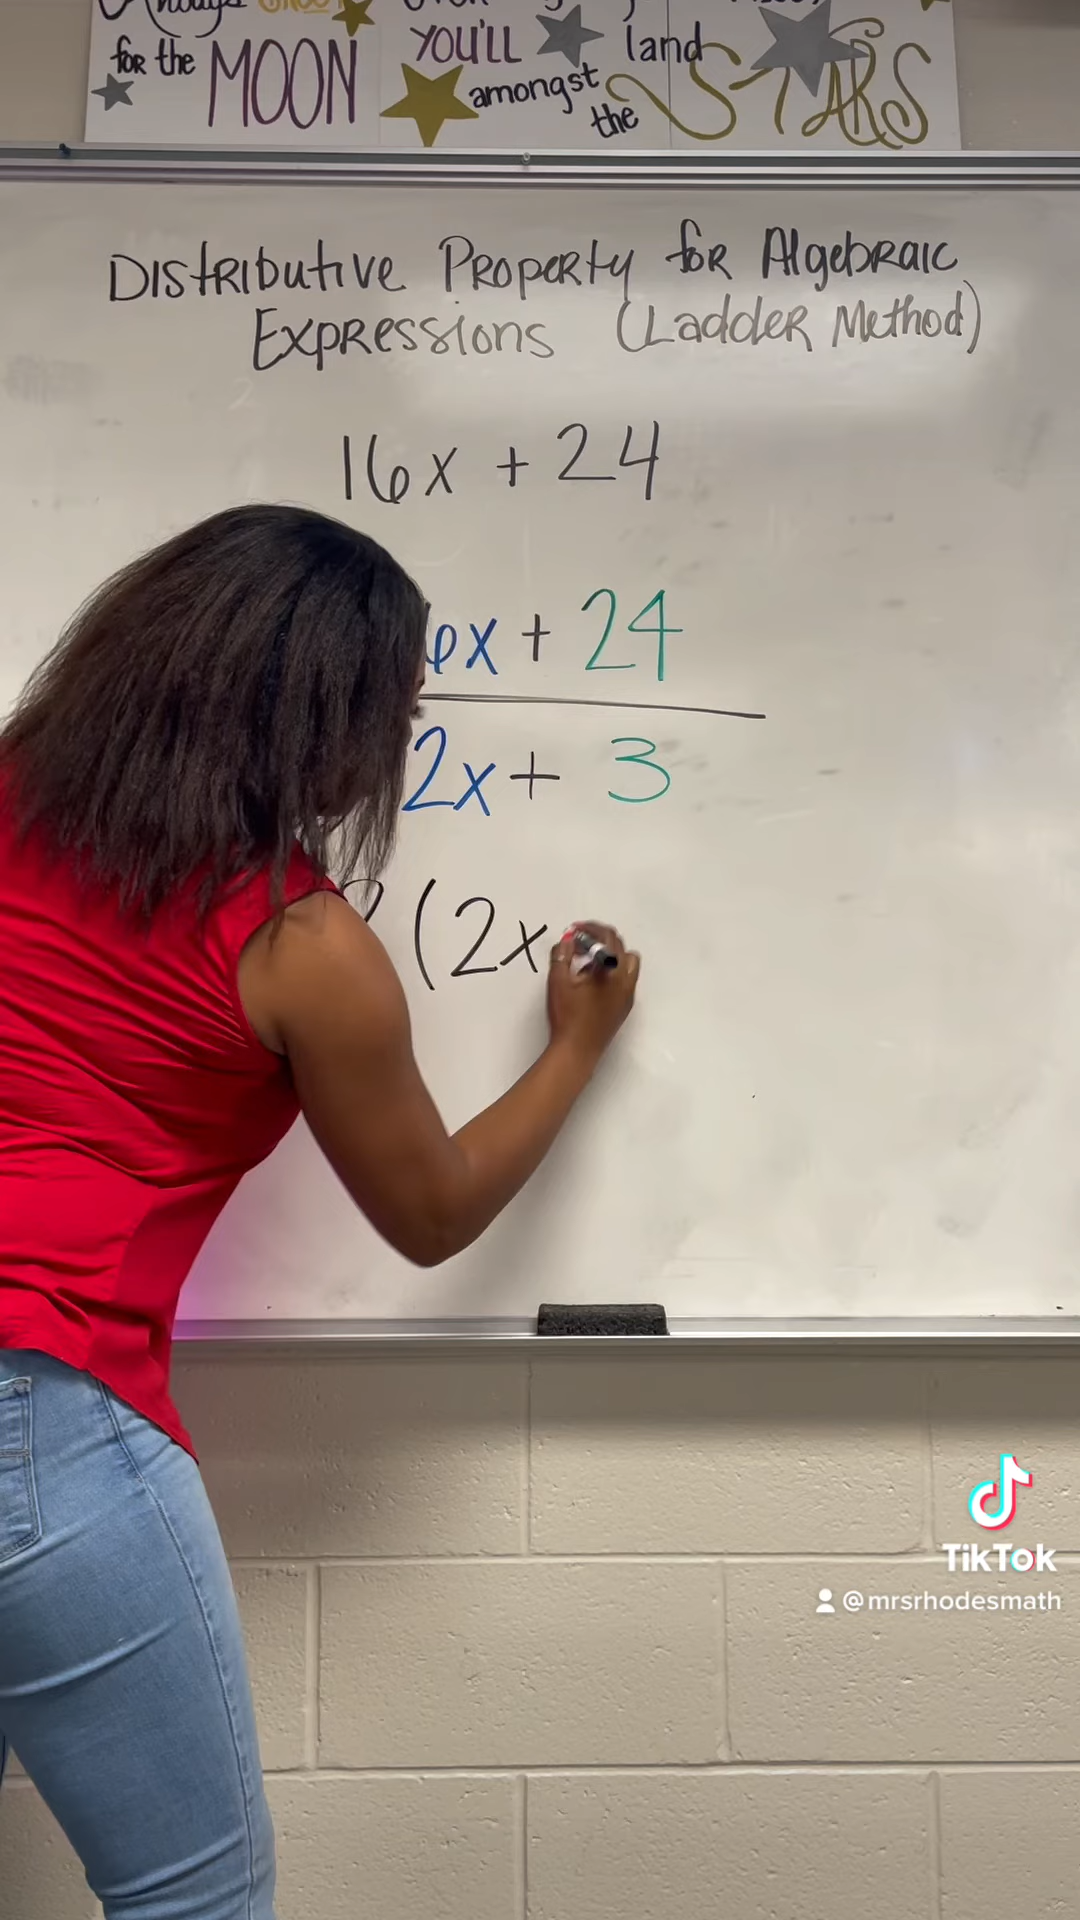 for the MOON YOU'LL land
amongst the STARS
DistRibutive PRopeRty foR AlgebRaic
ExpRessions (LaddeR Method)
16x + 24
6x + 24
2x + 3
(2x
TikTok
@mrsrhodesmath